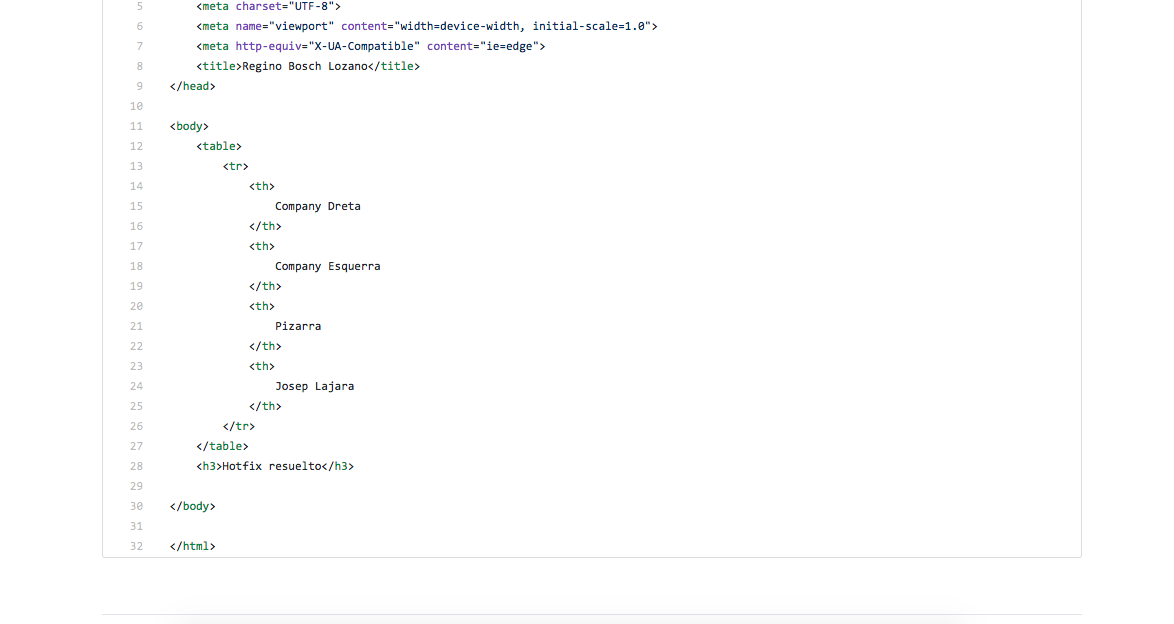 5 <meta charset="UTF-8">
6 <meta name="viewport" content="width=device-width, initial-scale=1.0">
7 <meta http-equiv="X-UA-Compatible" content="ie=edge">
8 <title>Regino Bosch Lozano</title>
9 </head>
10
11 <body>
12 <table>
13 <tr>
14 <th>
15 Company Dreta
16 </th>
17 <th>
18 Company Esquerra
19 </th>
20 <th>
21 Pizarra
22 </th>
23 <th>
24 Josep Lajara
25 </th>
26 </tr>
27 </table>
28 <h3>Hotfix resuelto</h3>
29
30 </body>
31
32 </html>